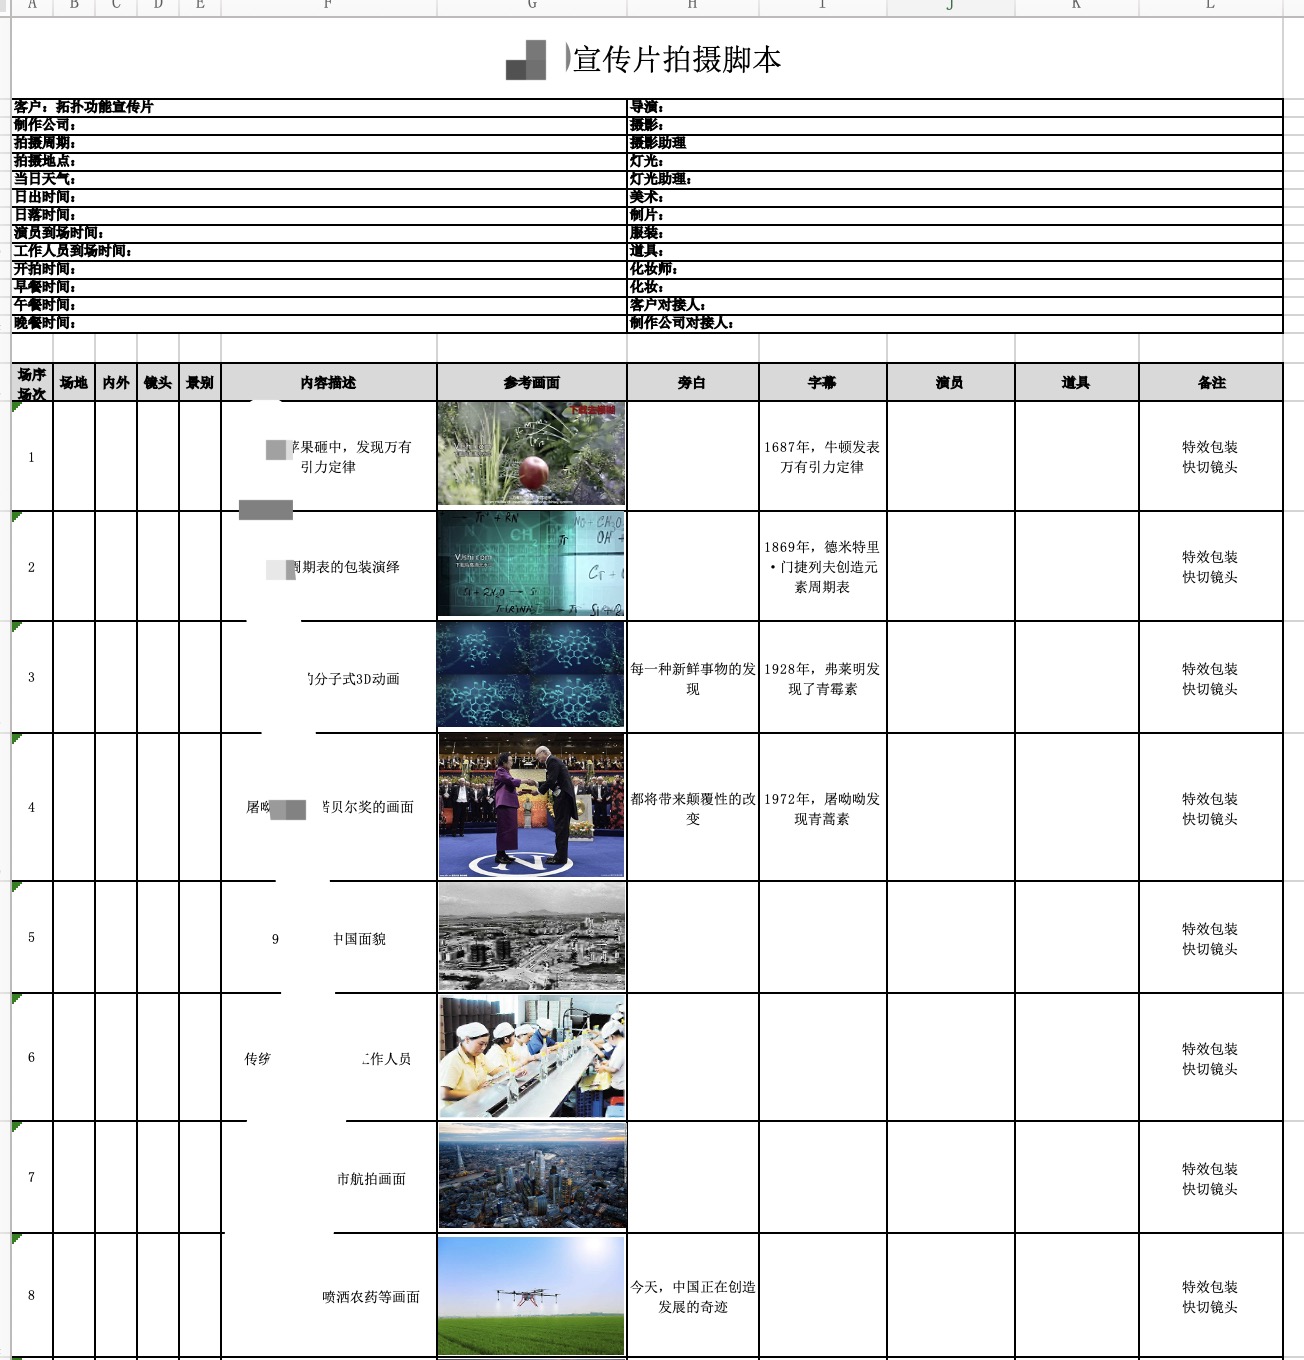 A B C D E F G H I J K L
宣传片拍摄脚本
客户：拓扑功能宣传片 导演：
制作公司： 摄影：
拍摄周期： 摄影助理
拍摄地点： 灯光：
当日天气： 灯光助理：
日出时间： 美术：
日落时间： 制片：
演员到场时间： 服装：
工作人员到场时间： 道具：
开拍时间： 化妆师：
早餐时间： 化妆：
午餐时间： 客户对接人：
晚餐时间： 制作公司对接人：
场序
场次
场地 内外 镜头 景别 内容描述 参考画面 旁白 字幕 演员 道具 备注
1
苹果砸中，发现万有
引力定律
下载去模糊
1687年，牛顿发表
万有引力定律
特效包装
快切镜头
2
周期表的包装演绎
VJshi.com
1869年，德米特里
·门捷列夫创造元
素周期表
特效包装
快切镜头
3
的分子式3D动画
每一种新鲜事物的发
现
1928年，弗莱明发
现了青霉素
特效包装
快切镜头
4
屠呦 诺贝尔奖的画面
都将带来颠覆性的改
变
1972年，屠呦呦发
现青蒿素
特效包装
快切镜头
5
9 中国面貌
特效包装
快切镜头
6
传统 工作人员
特效包装
快切镜头
7
市航拍画面
特效包装
快切镜头
8
喷洒农药等画面
今天，中国正在创造
发展的奇迹
特效包装
快切镜头